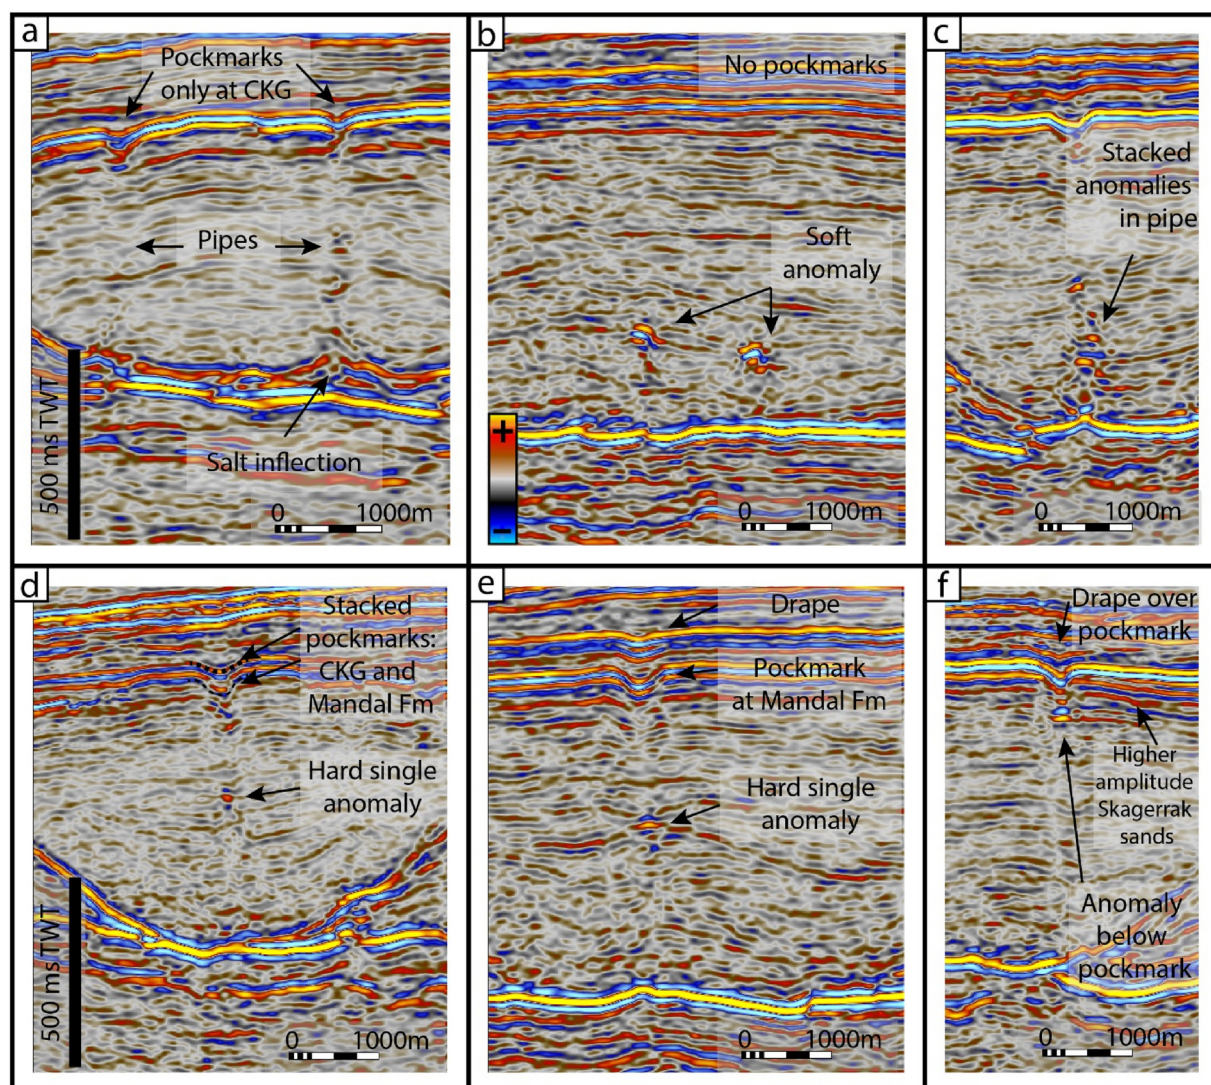 a
Pockmarks
only at CKG
Pipes
500 ms TWT
Salt inflection
0 1000m
b
No pockmarks
Soft
anomaly
+
−
0 1000m
c
Stacked
anomalies
in pipe
0 1000m
d
Stacked
pockmarks:
CKG and
Mandal Fm
Hard single
anomaly
500 ms TWT
0 1000m
e
Drape
Pockmark
at Mandal Fm
Hard single
anomaly
0 1000m
f
Drape over
pockmark
Higher
amplitude
Skagerrak
sands
Anomaly
below
pockmark
0 1000m